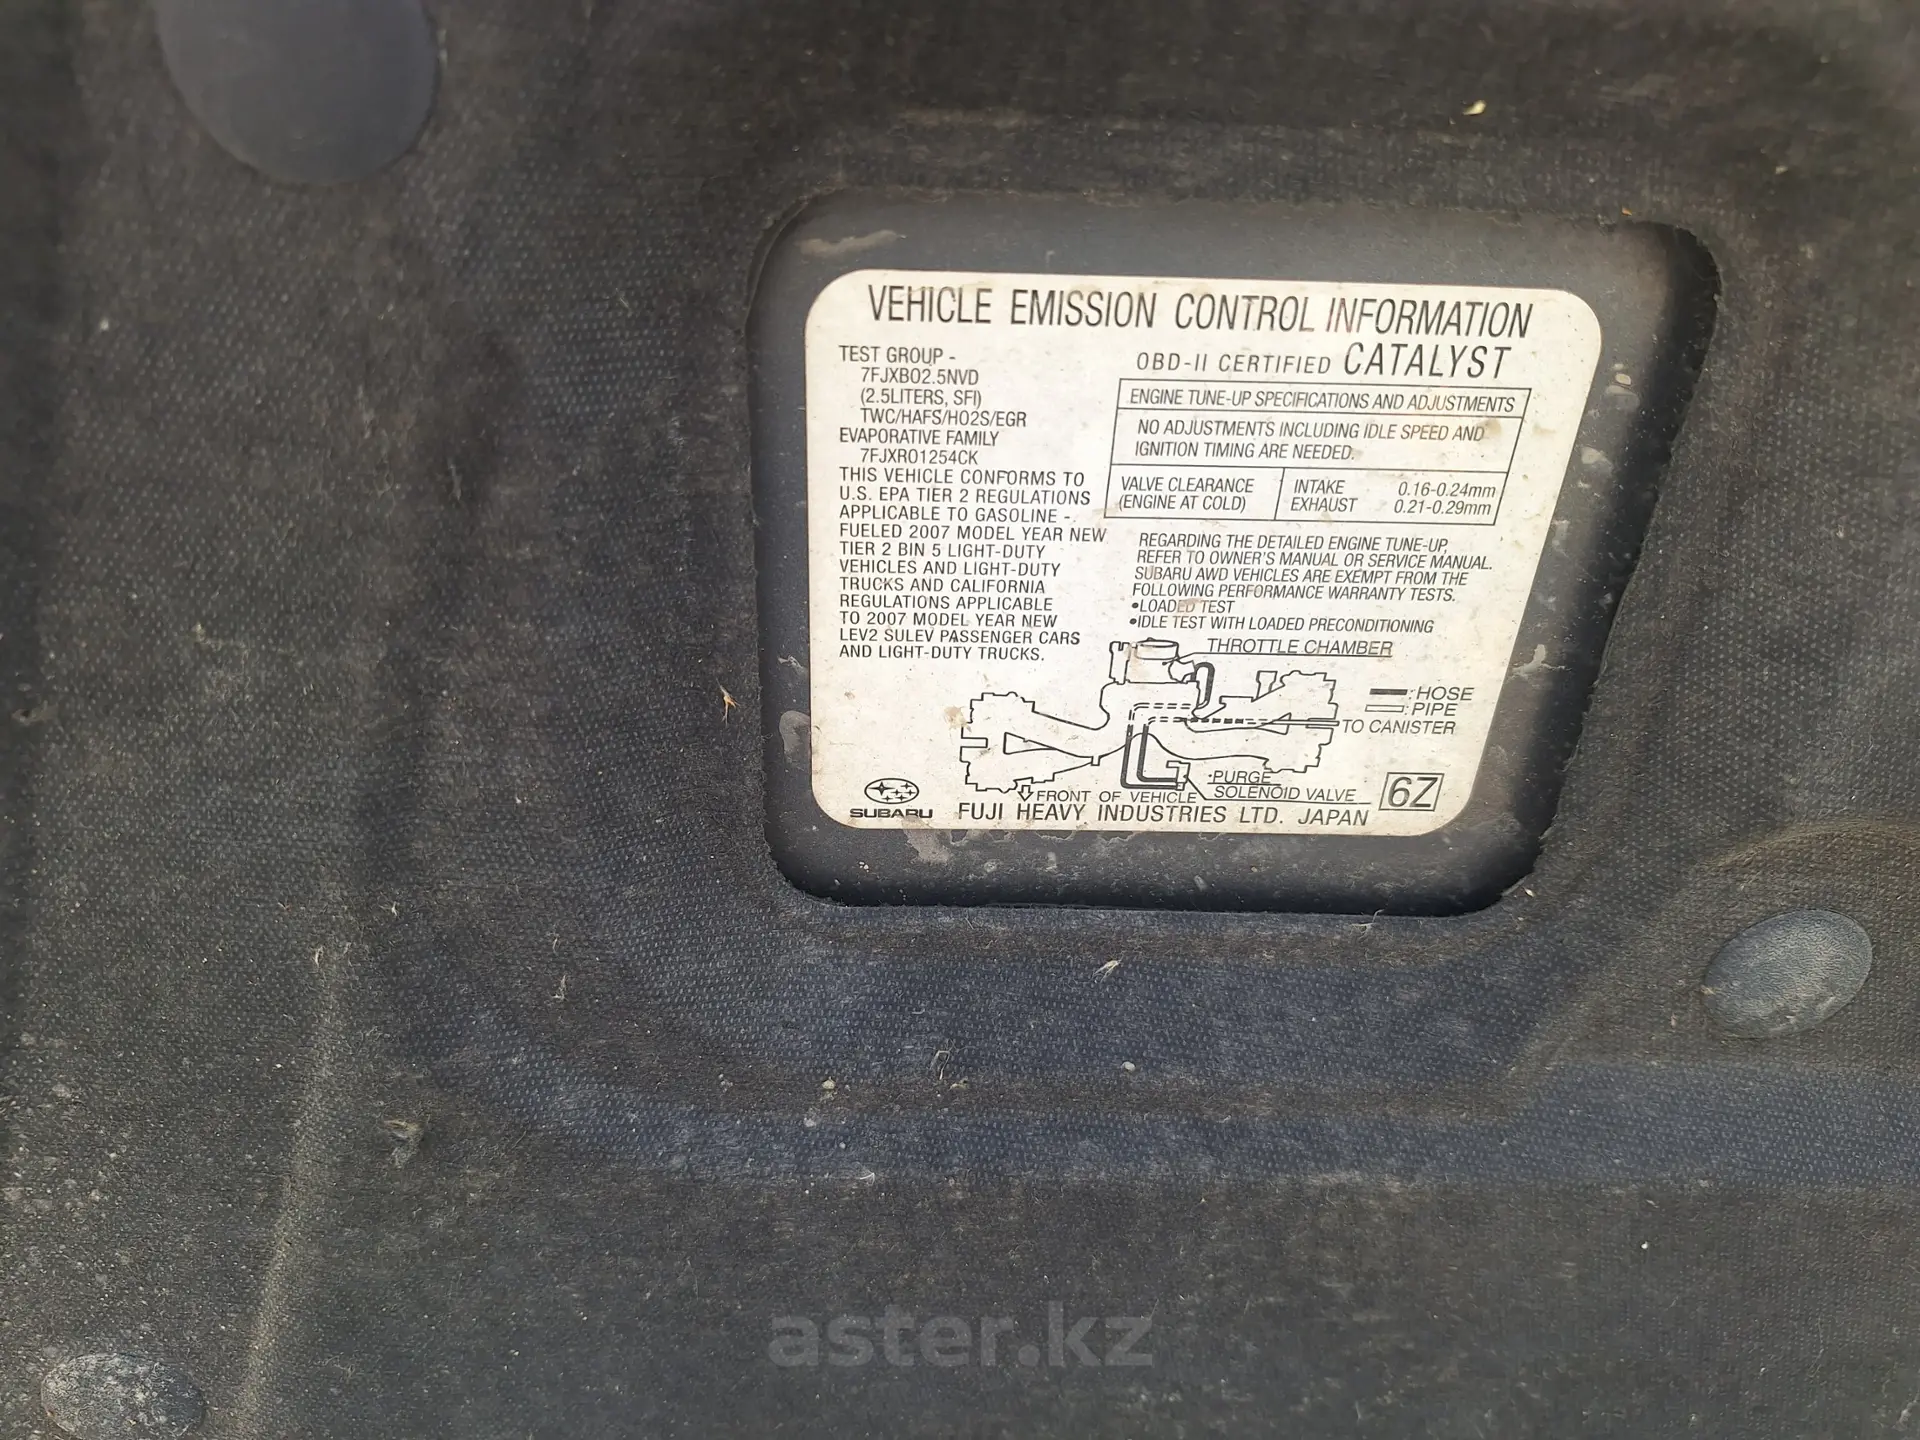 VEHICLE EMISSION CONTROL INFORMATION
TEST GROUP -
7FJXB02.5NVD
(2.5LITERS, SFI)
TWC/HAFS/HO2S/EGR
EVAPORATIVE FAMILY
7FJXR01254CK
THIS VEHICLE CONFORMS TO
U.S. EPA TIER 2 REGULATIONS
APPLICABLE TO GASOLINE -
FUELED 2007 MODEL YEAR NEW
TIER 2 BIN 5 LIGHT-DUTY
VEHICLES AND LIGHT-DUTY
TRUCKS AND CALIFORNIA
REGULATIONS APPLICABLE
TO 2007 MODEL YEAR NEW
LEV2 SULEV PASSENGER CARS
AND LIGHT-DUTY TRUCKS.
OBD-II CERTIFIED CATALYST
ENGINE TUNE-UP SPECIFICATIONS AND ADJUSTMENTS
NO ADJUSTMENTS INCLUDING IDLE SPEED AND
IGNITION TIMING ARE NEEDED.
VALVE CLEARANCE
(ENGINE AT COLD)
INTAKE 0.16-0.24mm
EXHAUST 0.21-0.29mm
REGARDING THE DETAILED ENGINE TUNE-UP,
REFER TO OWNER'S MANUAL OR SERVICE MANUAL.
SUBARU AWD VEHICLES ARE EXEMPT FROM THE
FOLLOWING PERFORMANCE WARRANTY TESTS.
•LOADED TEST
•IDLE TEST WITH LOADED PRECONDITIONING
THROTTLE CHAMBER
:HOSE
:PIPE
TO CANISTER
PURGE
SOLENOID VALVE
FRONT OF VEHICLE
6Z
SUBARU
FUJI HEAVY INDUSTRIES LTD. JAPAN
aster.kz